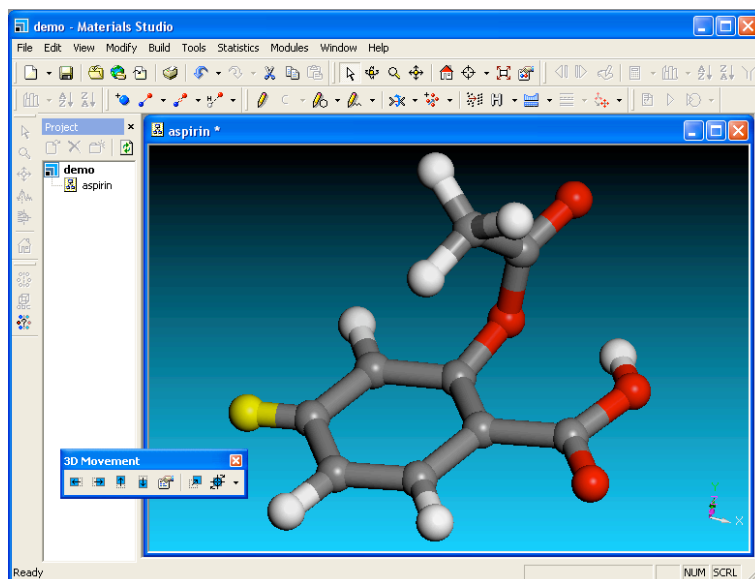 demo - Materials Studio
File Edit View Modify Build Tools Statistics Modules Window Help
Project
demo
aspirin
aspirin *
3D Movement
Y
X
Ready
NUM SCRL